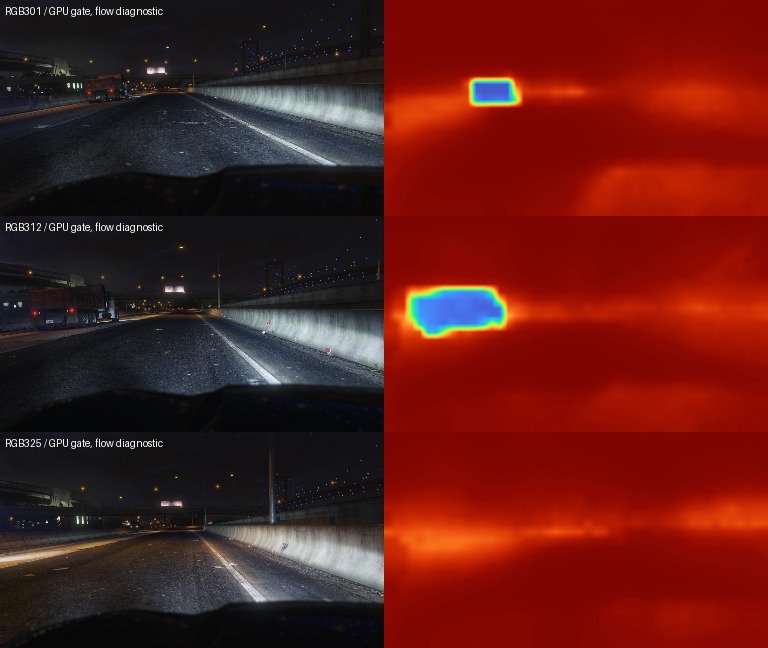 RGB301 / GPU gate, flow diagnostic
RGB312 / GPU gate, flow diagnostic
RGB325 / GPU gate, flow diagnostic